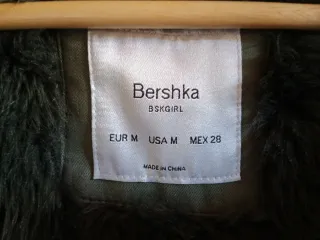 Bershka
BSKGIRL
EUR M USA M MEX 28
MADE IN CHINA